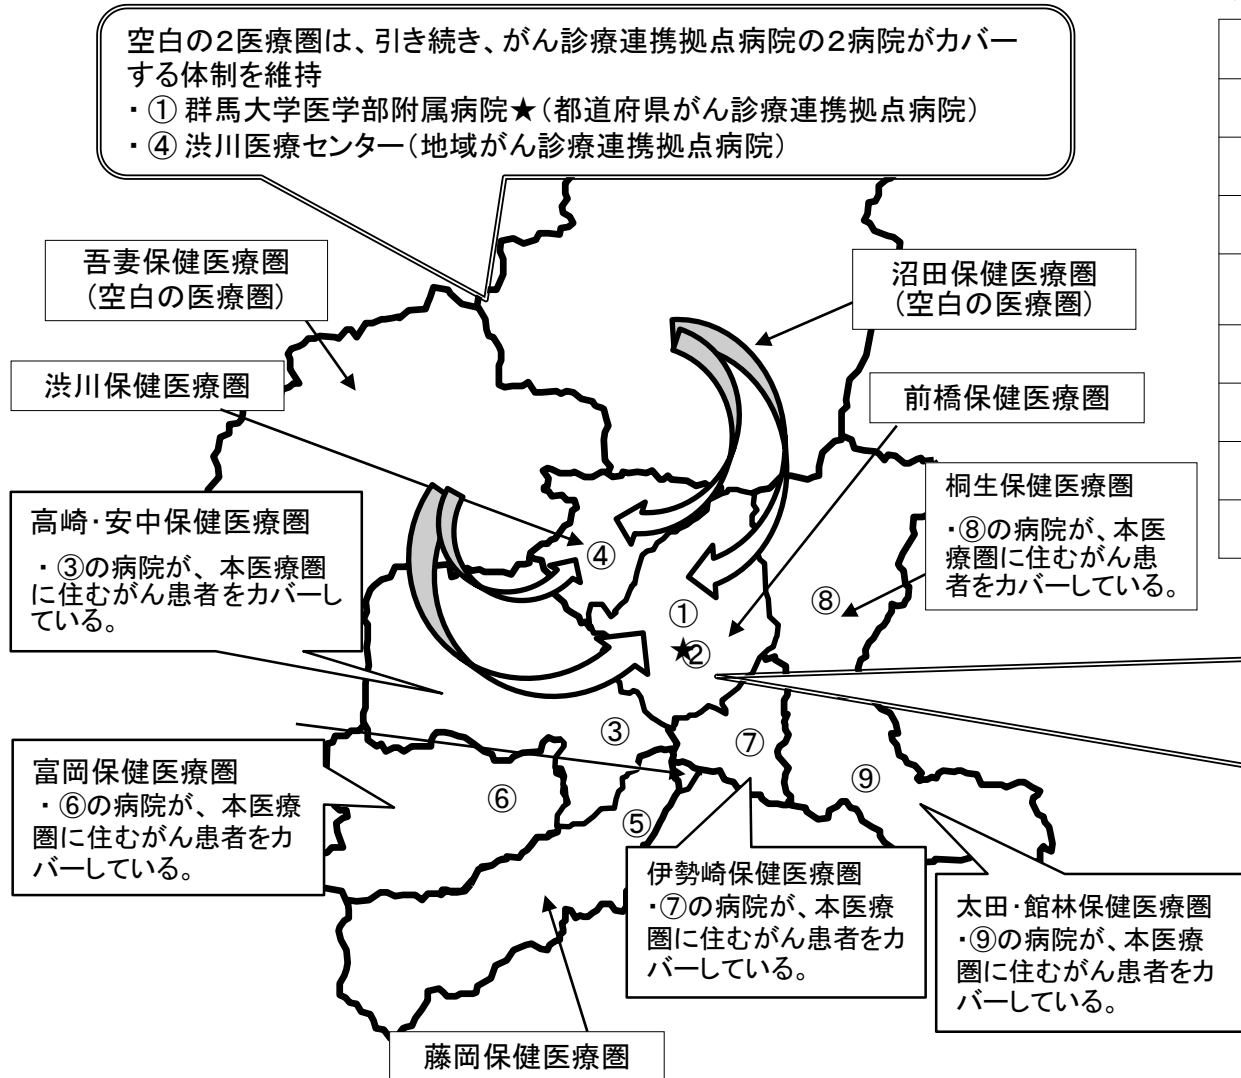 空白の２医療圏は、引き続き、がん診療連携拠点病院の２病院がカバー
する体制を維持
・ ① 群馬大学医学部附属病院★（都道府県がん診療連携拠点病院）
・ ④ 渋川医療センター（地域がん診療連携拠点病院）
吾妻保健医療圏
（空白の医療圏）
沼田保健医療圏
（空白の医療圏）
渋川保健医療圏
前橋保健医療圏
桐生保健医療圏
・⑧の病院が、本医
療圏に住むがん患
者をカバーしている。
高崎・安中保健医療圏
・ ③の病院が、 本医療圏
に住むがん患者をカバーし
ている。
④
⑧
①
★
②
③
⑦
⑨
⑥
⑤
富岡保健医療圏
・ ⑥の病院が、 本医療
圏に住むがん患者をカ
バーしている。
伊勢崎保健医療圏
・⑦の病院が、本医療
圏に住むがん患者をカ
バーしている。
太田・館林保健医療圏
・⑨の病院が、本医療
圏に住むがん患者をカ
バーしている。
藤岡保健医療圏